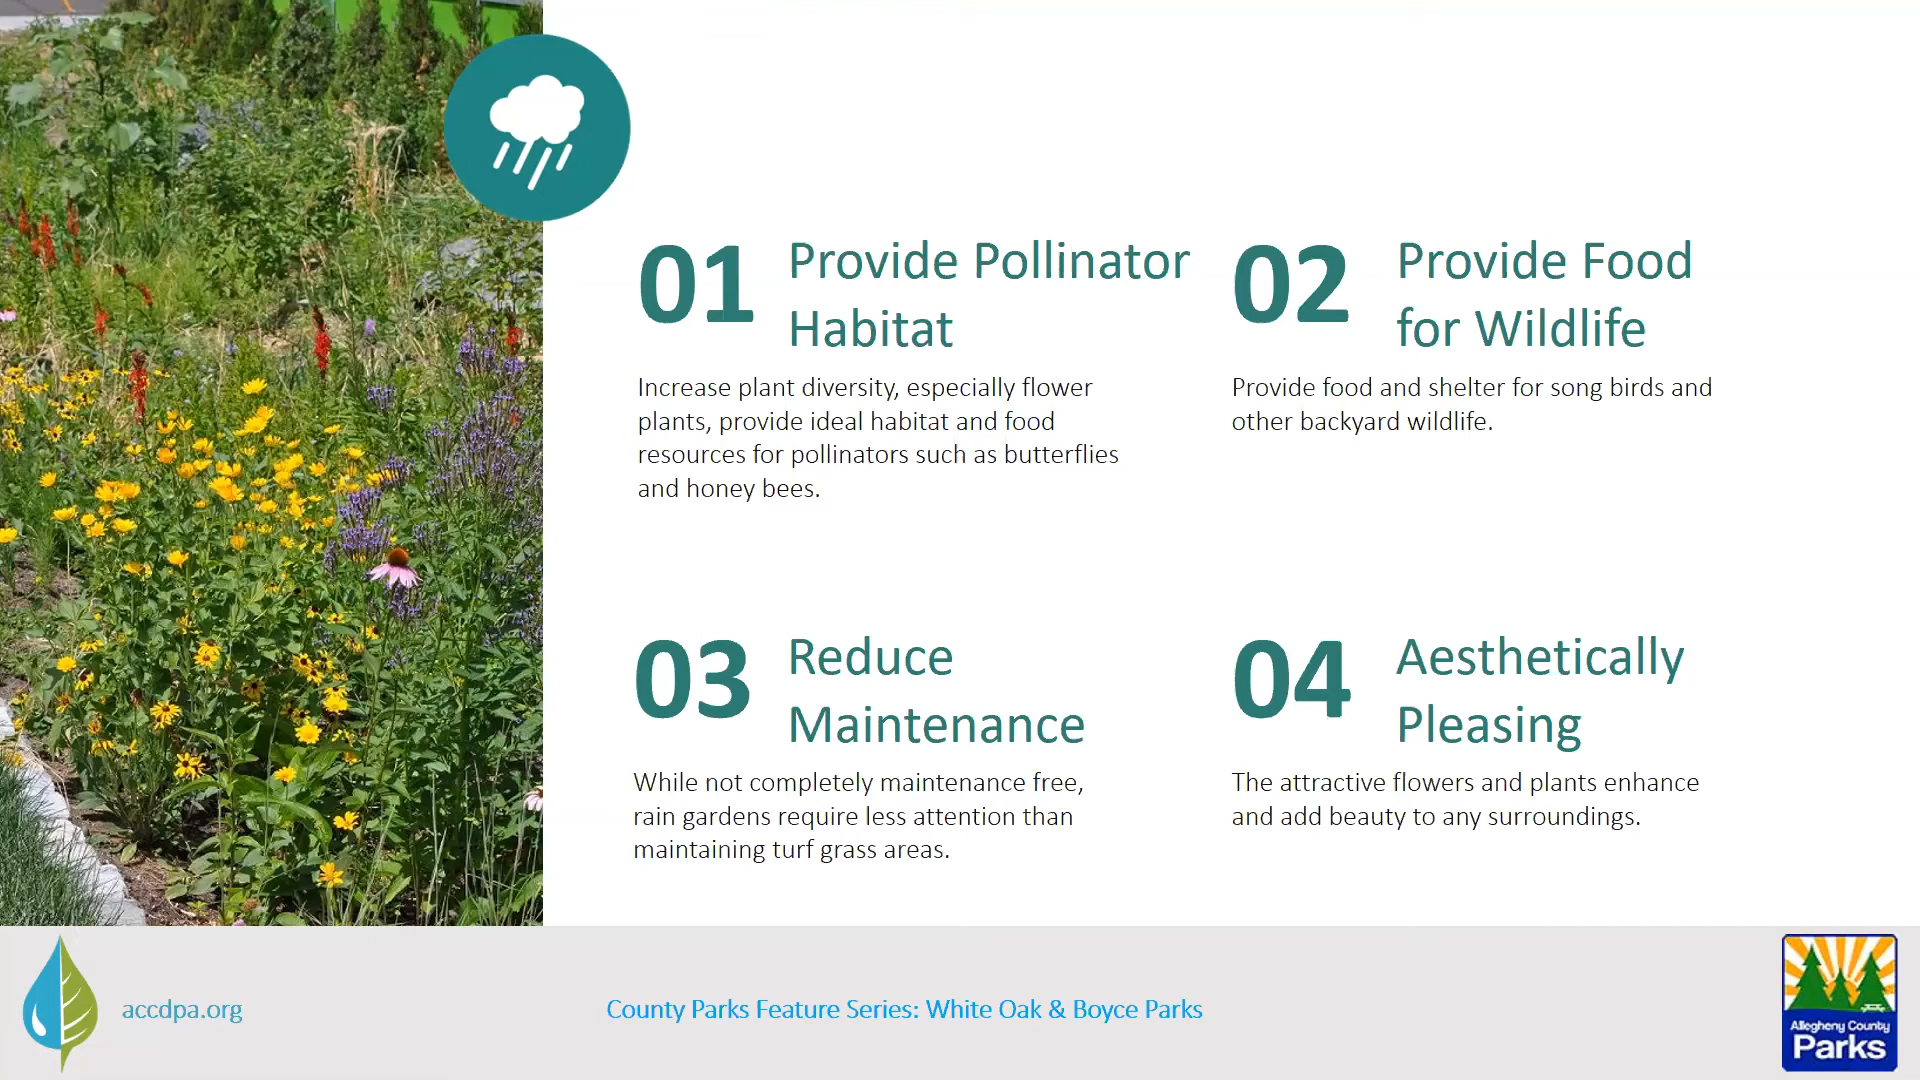 01
Provide Pollinator
Habitat
Increase plant diversity, especially flower
plants, provide ideal habitat and food
resources for pollinators such as butterflies
and honey bees.
02
Provide Food
for Wildlife
Provide food and shelter for song birds and
other backyard wildlife.
03
Reduce
Maintenance
While not completely maintenance free,
rain gardens require less attention than
maintaining turf grass areas.
04
Aesthetically
Pleasing
The attractive flowers and plants enhance
and add beauty to any surroundings.
accdpa.org
County Parks Feature Series: White Oak & Boyce Parks
Allegheny County
Parks